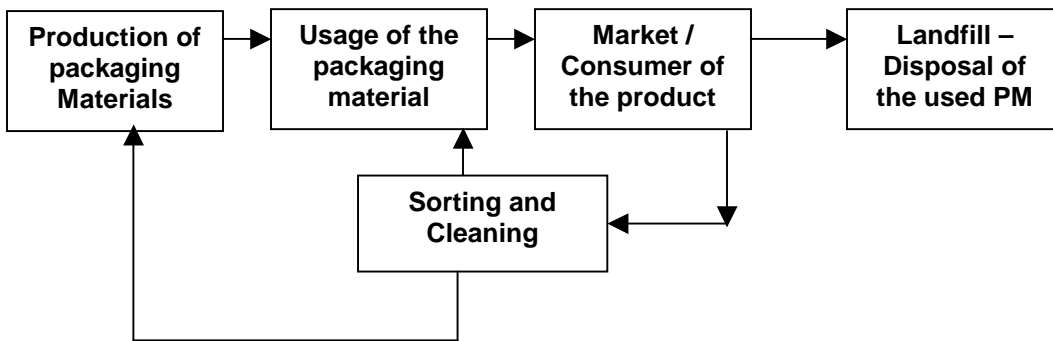 Production of
packaging
Materials
Usage of the
packaging
material
Market /
Consumer of
the product
Landfill –
Disposal of
the used PM
Sorting and
Cleaning